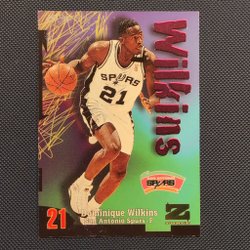 Wilkins
SPURS
21
SPURS
21
Dominique Wilkins
San Antonio Spurs • F
Z